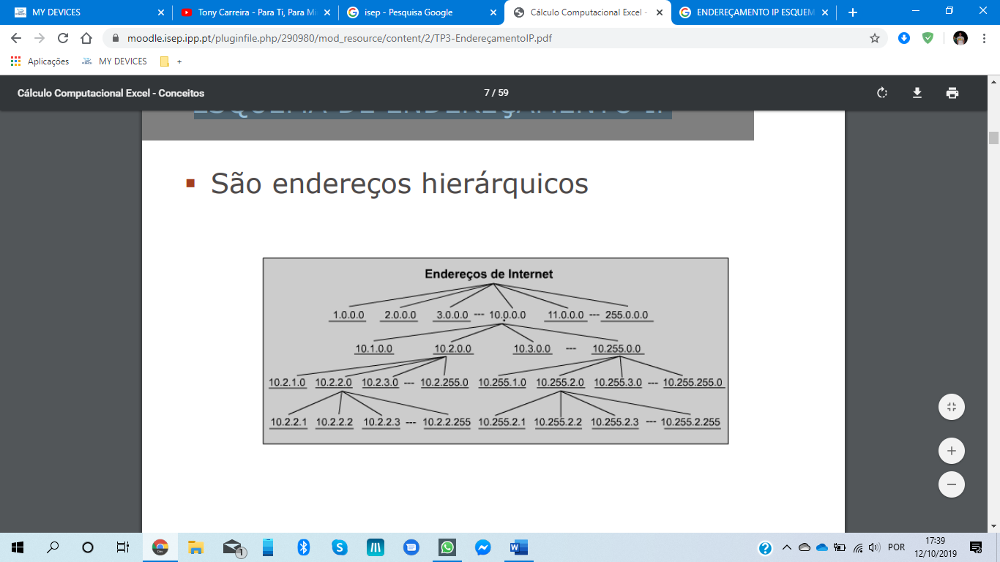 MY DEVICES
Tony Carreira - Para Ti, Para Mi
isep - Pesquisa Google
Cálculo Computacional Excel -
ENDEREÇAMENTO IP ESQUEM
moodle.isep.ipp.pt/pluginfile.php/290980/mod_resource/content/2/TP3-EndereçamentoIP.pdf
Aplicações MY DEVICES +
Cálculo Computacional Excel - Conceitos 7 / 59
ESQUEMA DE ENDEREÇAMENTO IP
São endereços hierárquicos
Endereços de Internet
1.0.0.0 2.0.0.0 3.0.0.0 --- 10.0.0.0 11.0.0.0 --- 255.0.0.0
10.1.0.0 10.2.0.0 10.3.0.0 --- 10.255.0.0
10.2.1.0 10.2.2.0 10.2.3.0 --- 10.2.255.0 10.255.1.0 10.255.2.0 10.255.3.0 --- 10.255.255.0
10.2.2.1 10.2.2.2 10.2.2.3 --- 10.2.2.255 10.255.2.1 10.255.2.2 10.255.2.3 --- 10.255.2.255
1
POR
17:39
12/10/2019